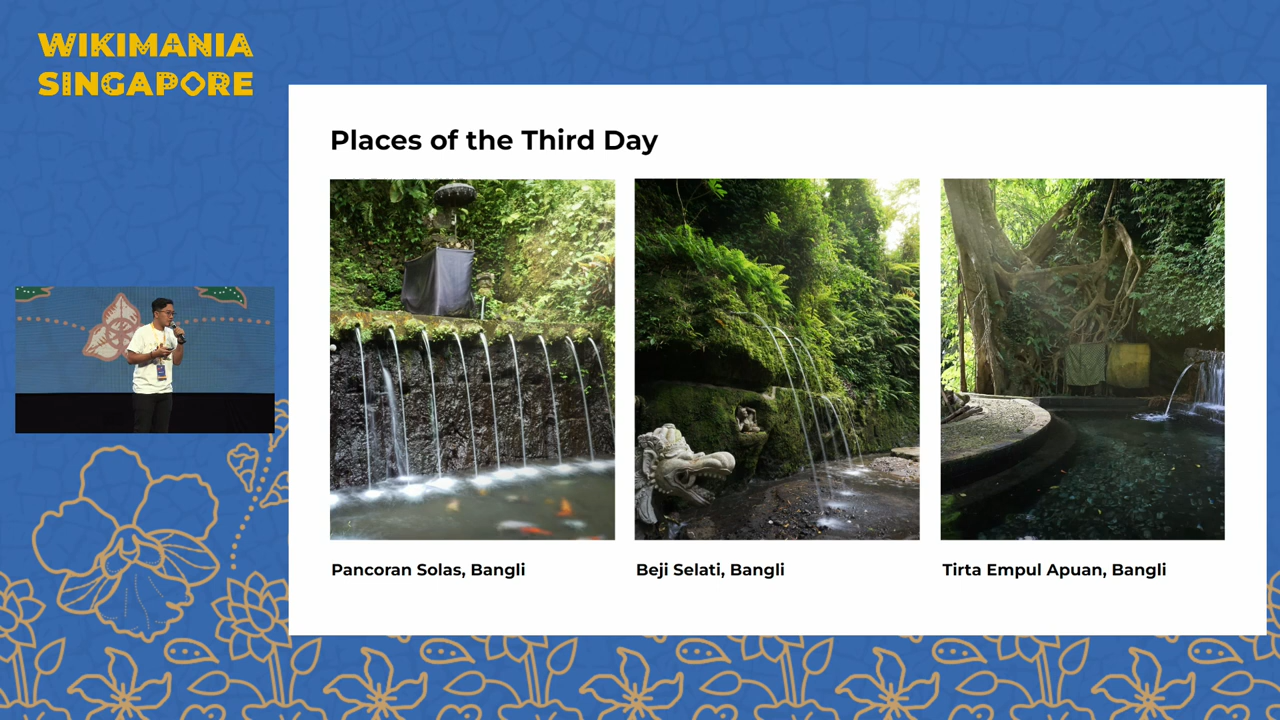 WIKIMANIA
SINGAPORE
Places of the Third Day
Pancoran Solas, Bangli
Beji Selati, Bangli
Tirta Empul Apuan, Bangli